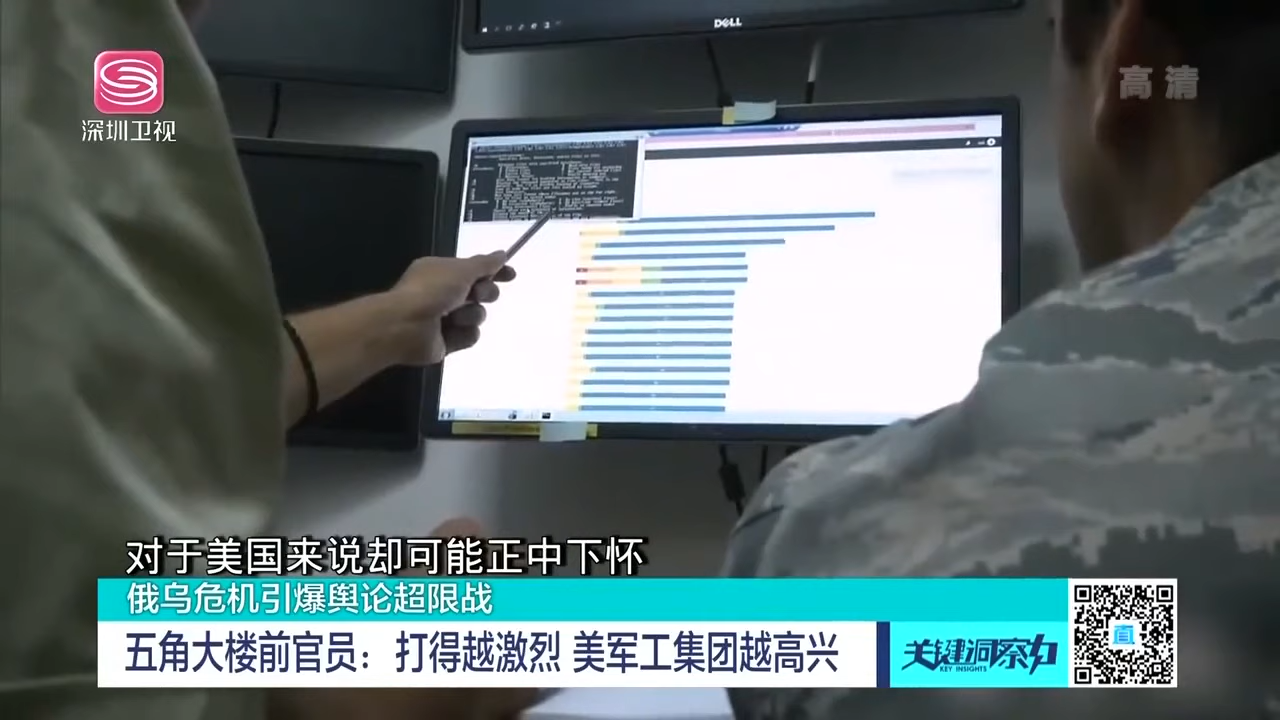 DELL
高清
深圳卫视
对于美国来说却可能正中下怀
俄乌危机引爆舆论超限战
五角大楼前官员：打得越激烈 美军工集团越高兴
关键洞察力
KEY INSIGHTS
直